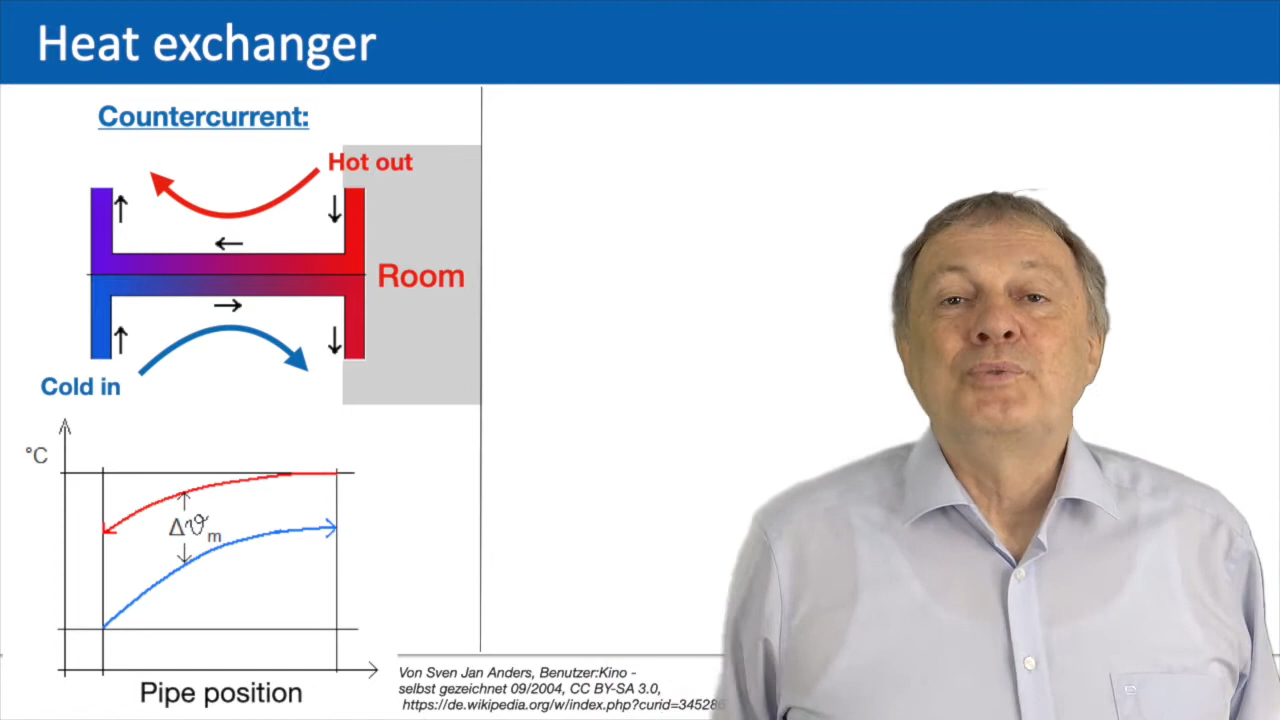 Heat exchanger
Countercurrent:
Hot out
Room
Cold in
°C
Δϑm
Pipe position
Von Sven Jan Anders, Benutzer:Kino -
selbst gezeichnet 09/2004, CC BY-SA 3.0,
https://de.wikipedia.org/w/index.php?curid=345286